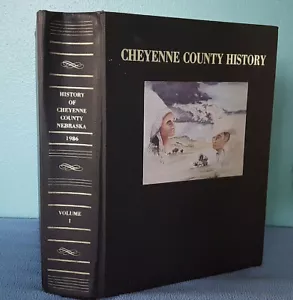 HISTORY
OF
CHEYENNE
COUNTY
NEBRASKA
1986
VOLUME
I
CHEYENNE COUNTY HISTORY